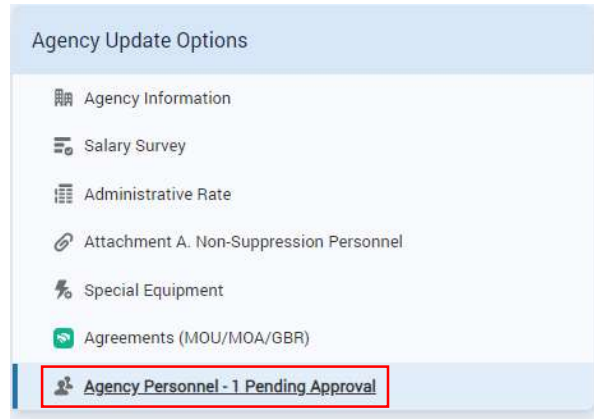 Agency Update Options
Agency Information
Salary Survey
Administrative Rate
Attachment A. Non-Suppression Personnel
Special Equipment
Agreements (MOU/MOA/GBR)
Agency Personnel - 1 Pending Approval